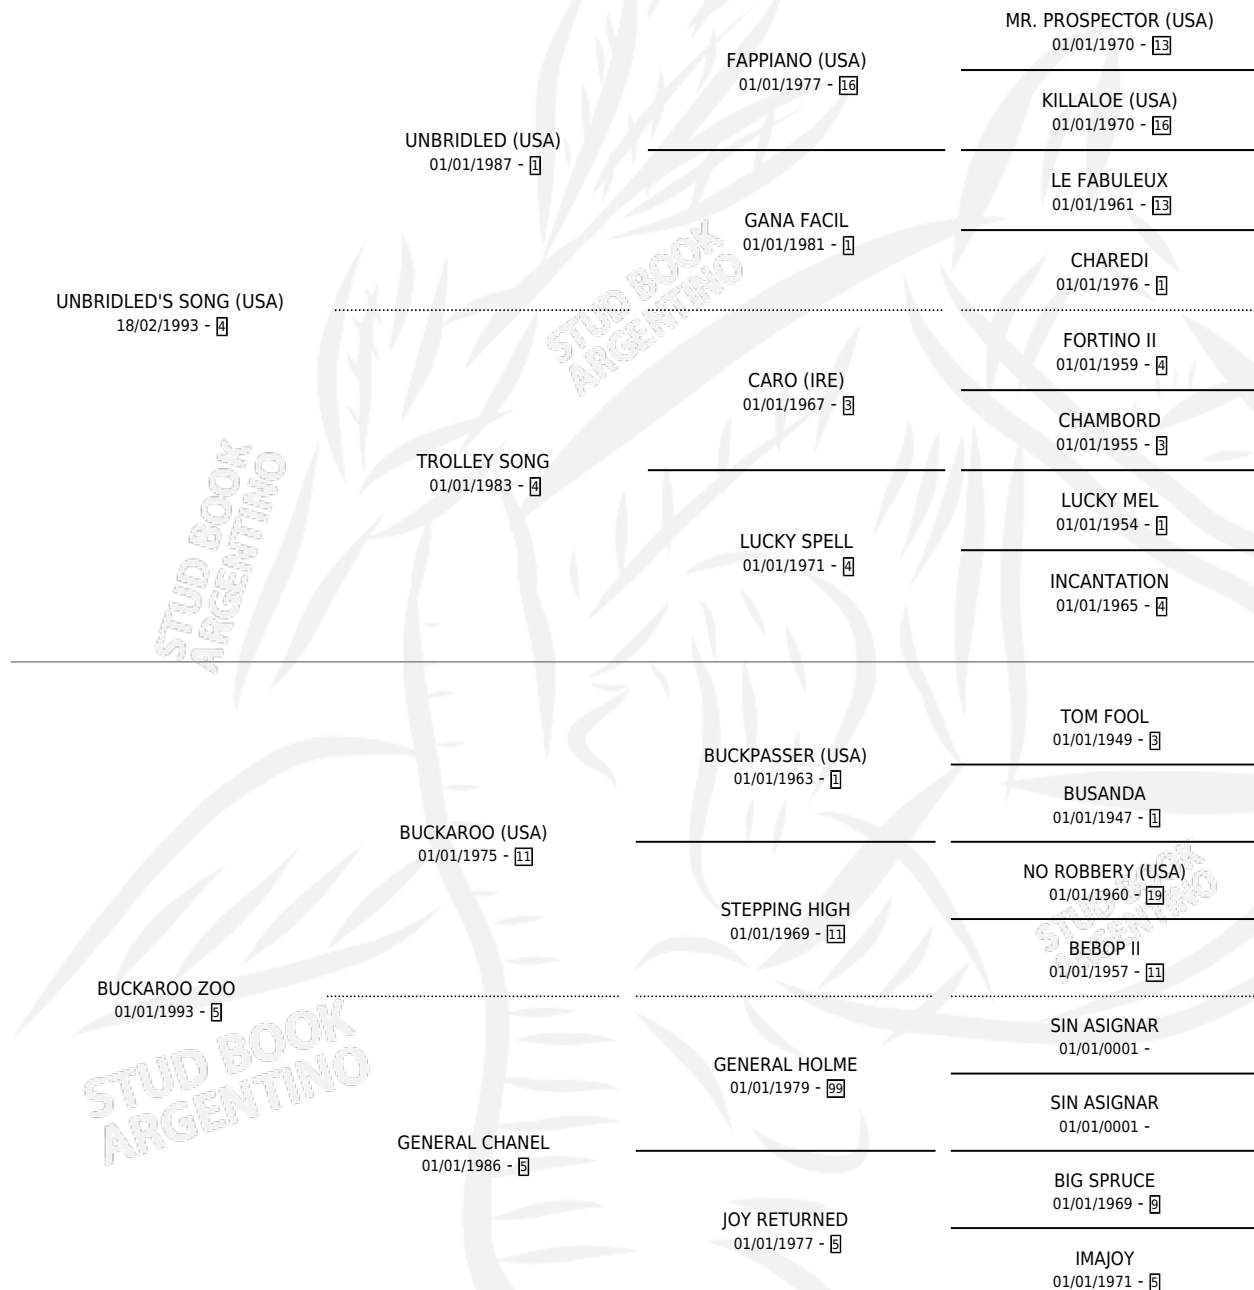 MR. PROSPECTOR (USA)
01/01/1970 - 13
FAPPIANO (USA)
01/01/1977 - 16
KILLALOE (USA)
01/01/1970 - 16
UNBRIDLED (USA)
01/01/1987 - 1
LE FABULEUX
01/01/1961 - 13
GANA FACIL
01/01/1981 - 1
CHAREDI
01/01/1976 - 1
UNBRIDLED'S SONG (USA)
18/02/1993 - 4
STUD BOOK
ARGENTINO
FORTINO II
01/01/1959 - 4
CARO (IRE)
01/01/1967 - 3
CHAMBORD
01/01/1955 - 3
TROLLEY SONG
01/01/1983 - 4
LUCKY MEL
01/01/1954 - 1
LUCKY SPELL
01/01/1971 - 4
INCANTATION
01/01/1965 - 4
STUD BOOK
ARGENTINO
TOM FOOL
01/01/1949 - 3
BUCKPASSER (USA)
01/01/1963 - 1
BUSANDA
01/01/1947 - 1
BUCKAROO (USA)
01/01/1975 - 11
NO ROBBERY (USA)
01/01/1960 - 19
STEPPING HIGH
01/01/1969 - 11
STUD BOOK
ARGENTINO
BEBOP II
01/01/1957 - 11
BUCKAROO ZOO
01/01/1993 - 5
STUD BOOK
ARGENTINO
SIN ASIGNAR
01/01/0001 -
GENERAL HOLME
01/01/1979 - 99
SIN ASIGNAR
01/01/0001 -
GENERAL CHANEL
01/01/1986 - 5
BIG SPRUCE
01/01/1969 - 9
JOY RETURNED
01/01/1977 - 5
IMAJOY
01/01/1971 - 5